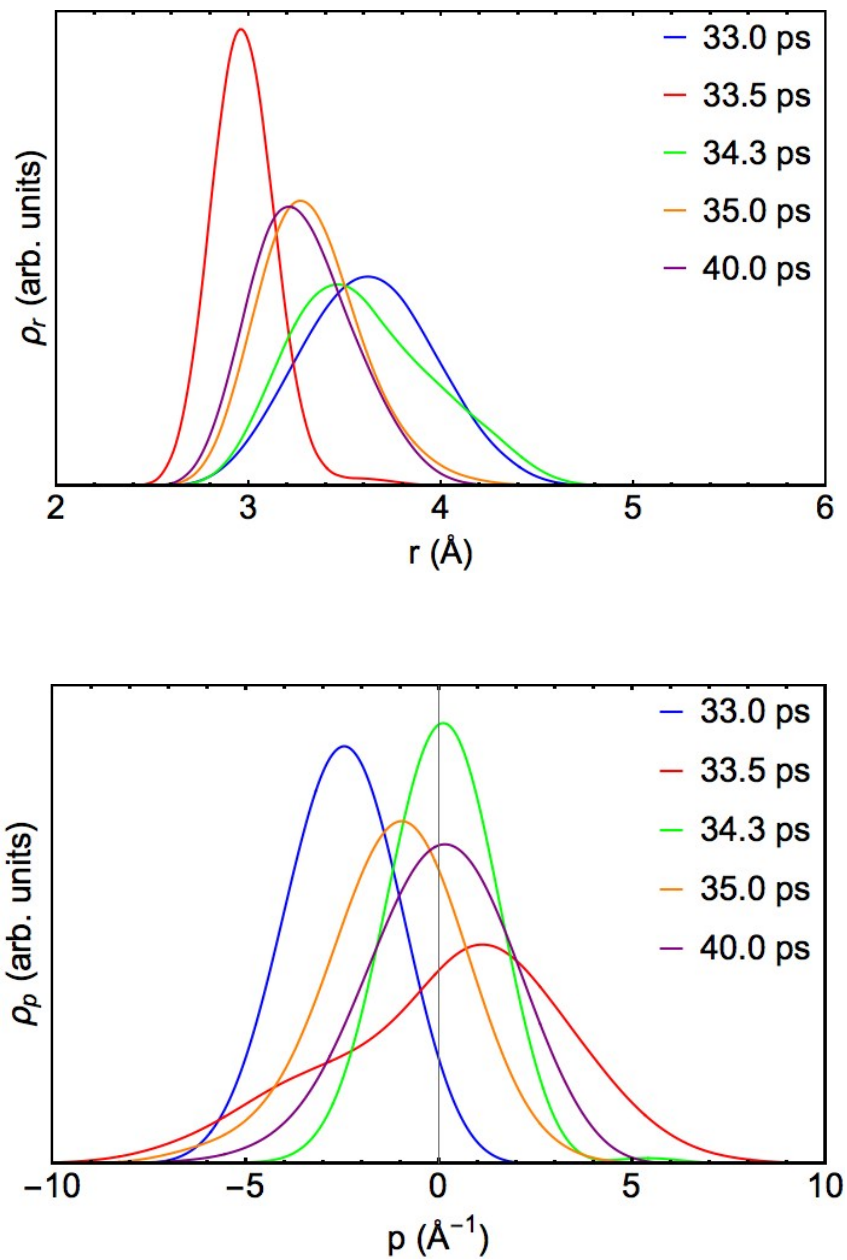 33.0 ps
33.5 ps
34.3 ps
35.0 ps
40.0 ps
ρr (arb. units)
2 3 4 5 6
r (Å)
33.0 ps
33.5 ps
34.3 ps
35.0 ps
40.0 ps
ρp (arb. units)
−10 −5 0 5 10
p (Å⁻¹)